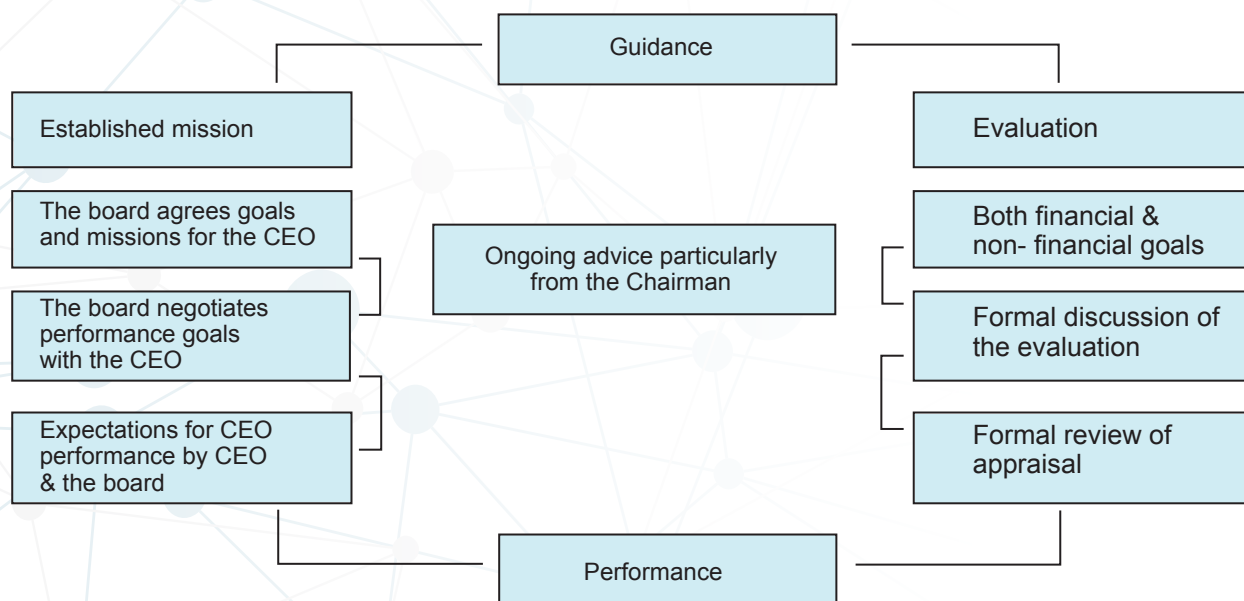 Guidance
Established mission
The board agrees goals
and missions for the CEO
The board negotiates
performance goals
with the CEO
Expectations for CEO
performance by CEO
& the board
Ongoing advice particularly
from the Chairman
Evaluation
Both financial &
non- financial goals
Formal discussion of
the evaluation
Formal review of
appraisal
Performance